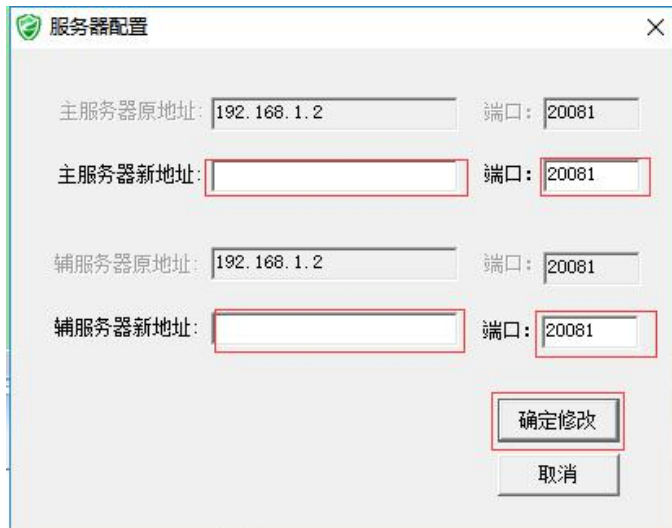 服务器配置
主服务器原地址: 192.168.1.2 端口: 20081
主服务器新地址: 端口: 20081
辅服务器原地址: 192.168.1.2 端口: 20081
辅服务器新地址: 端口: 20081
确定修改
取消